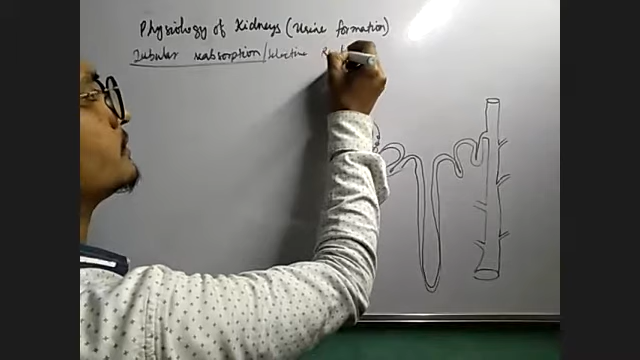 Physiology of Kidneys (Urine formation)
Tubular reabsorption/selective